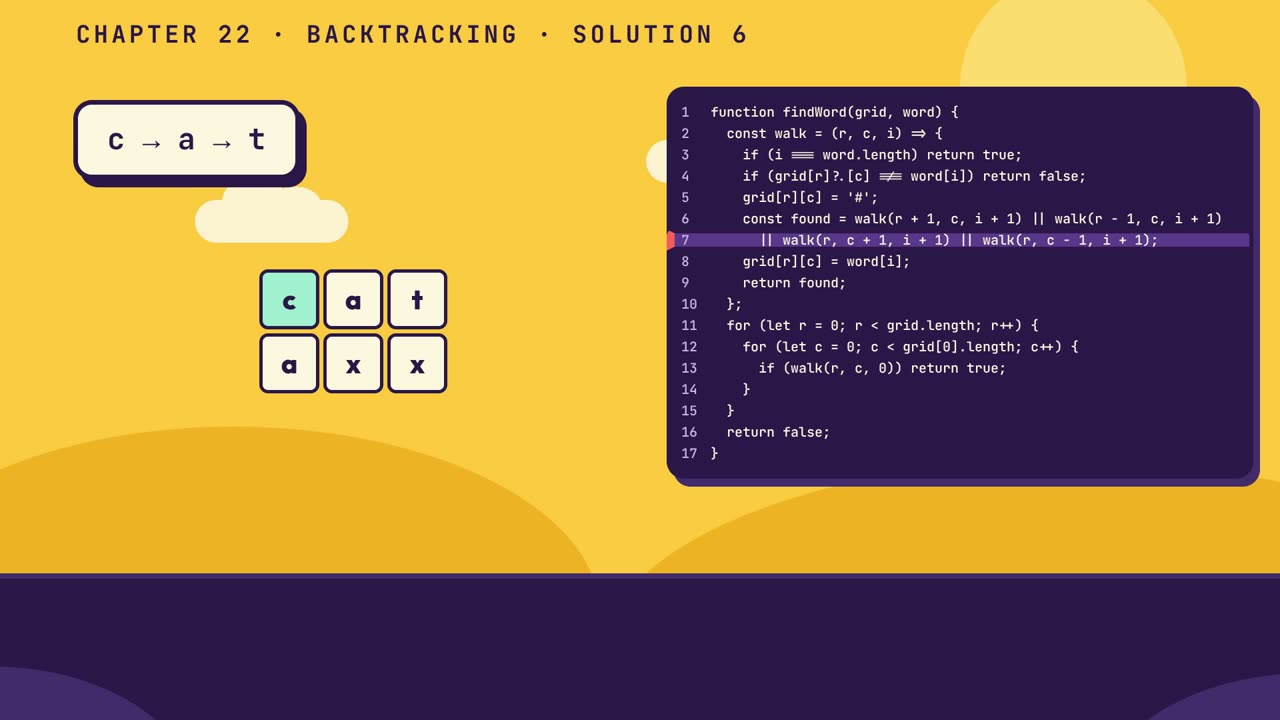 CHAPTER 22 · BACKTRACKING · SOLUTION 6
c → a → t
c a t
a x x
1 function findWord(grid, word) {
2 const walk = (r, c, i) => {
3 if (i === word.length) return true;
4 if (grid[r]?.[c] !== word[i]) return false;
5 grid[r][c] = '#';
6 const found = walk(r + 1, c, i + 1) || walk(r - 1, c, i + 1)
7 || walk(r, c + 1, i + 1) || walk(r, c - 1, i + 1);
8 grid[r][c] = word[i];
9 return found;
10 };
11 for (let r = 0; r < grid.length; r++) {
12 for (let c = 0; c < grid[0].length; c++) {
13 if (walk(r, c, 0)) return true;
14 }
15 }
16 return false;
17 }